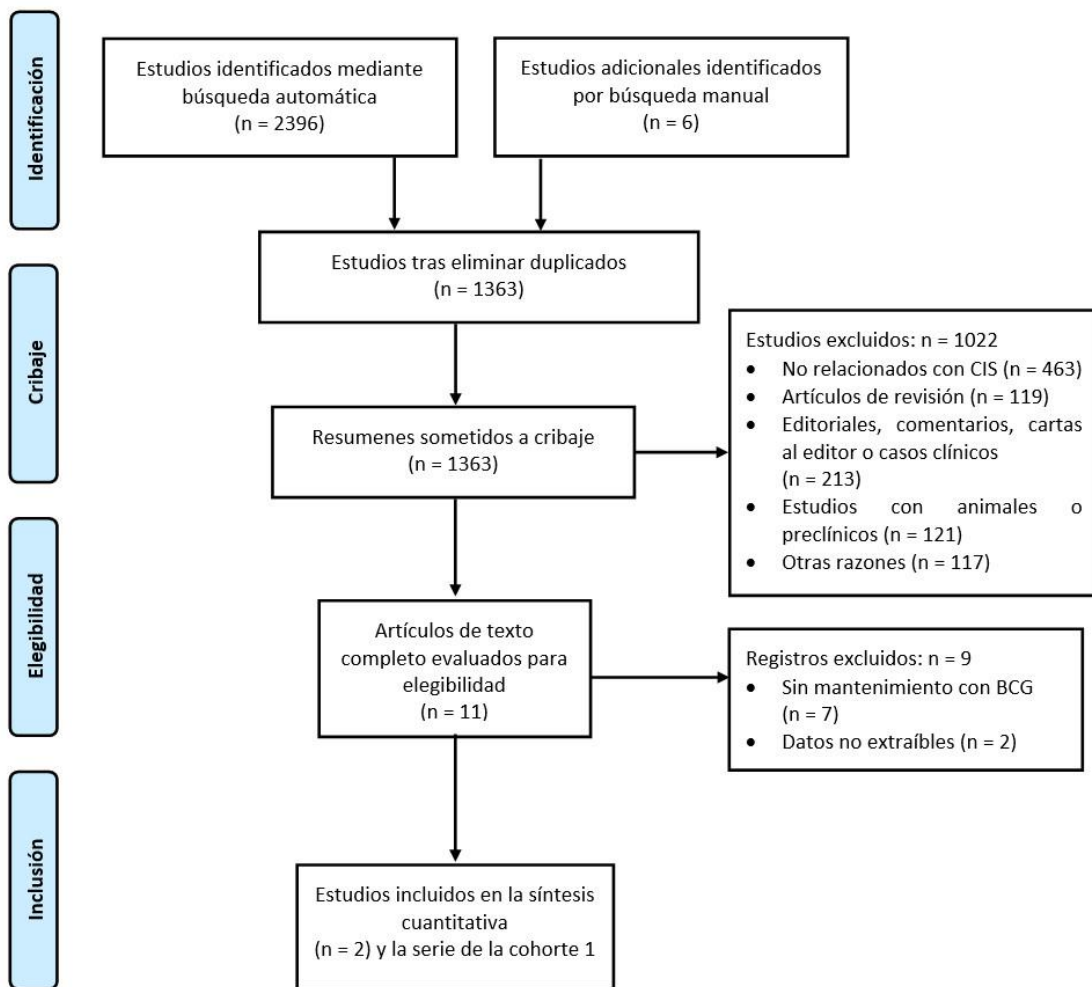 Identificación
Estudios identificados mediante
búsqueda automática
(n = 2396)
Estudios adicionales identificados
por búsqueda manual
(n = 6)
Estudios tras eliminar duplicados
(n = 1363)
Cribaje
Resumenes sometidos a cribaje
(n = 1363)
Estudios excluidos: n = 1022
• No relacionados con CIS (n = 463)
• Artículos de revisión (n = 119)
• Editoriales, comentarios, cartas
al editor o casos clínicos
(n = 213)
• Estudios con animales o
preclínicos (n = 121)
• Otras razones (n = 117)
Elegibilidad
Artículos de texto
completo evaluados para
elegibilidad
(n = 11)
Registros excluidos: n = 9
• Sin mantenimiento con BCG
(n = 7)
• Datos no extraíbles (n = 2)
Inclusión
Estudios incluidos en la síntesis
cuantitativa
(n = 2) y la serie de la cohorte 1